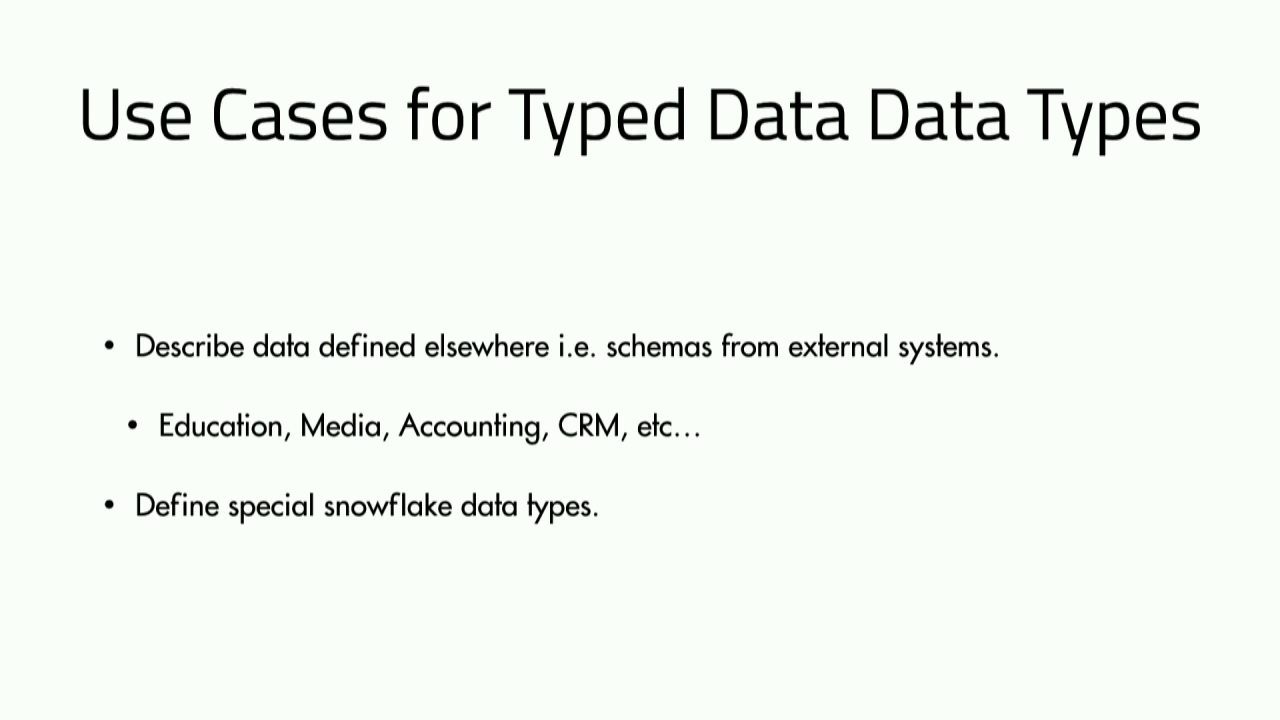 Use Cases for Typed Data Data Types
• Describe data defined elsewhere i.e. schemas from external systems.
• Education, Media, Accounting, CRM, etc...
• Define special snowflake data types.